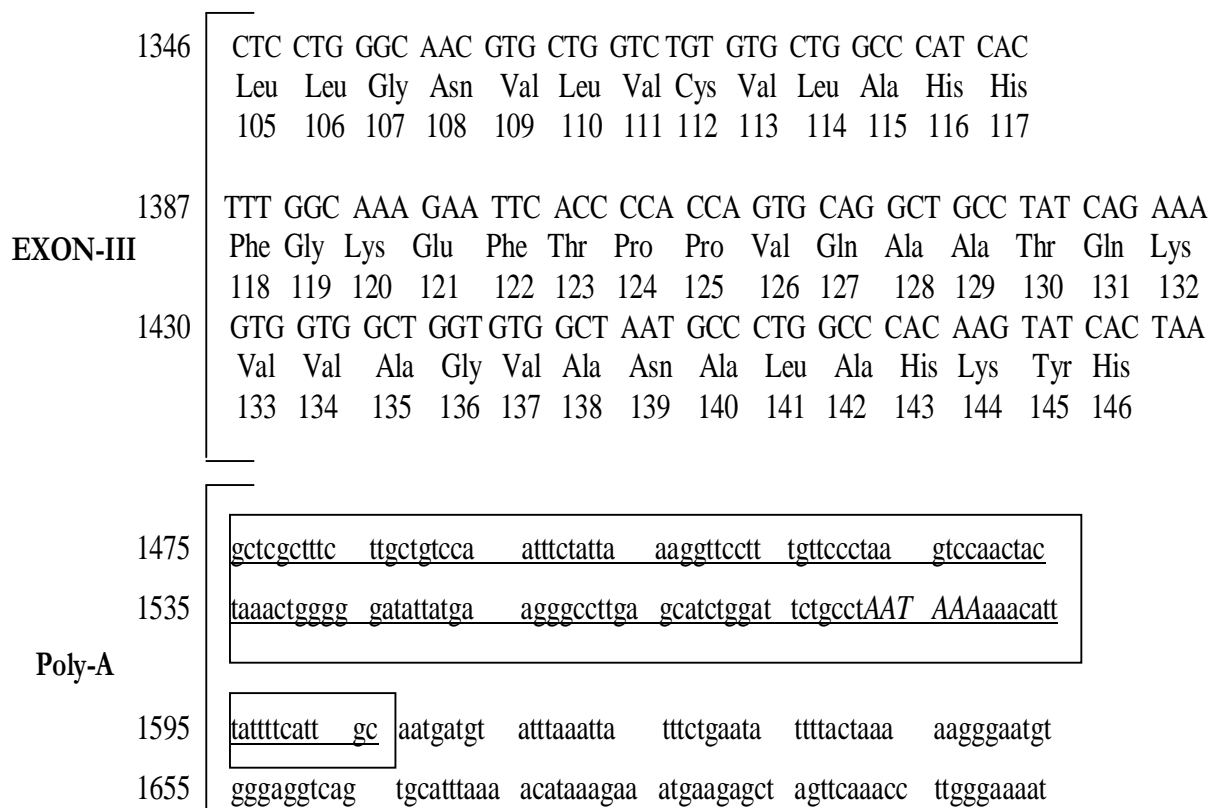 1346 CTC CTG GGC AAC GTG CTG GTC TGT GTG CTG GCC CAT CAC
Leu Leu Gly Asn Val Leu Val Cys Val Leu Ala His His
105 106 107 108 109 110 111 112 113 114 115 116 117
1387 TTT GGC AAA GAA TTC ACC CCA CCA GTG CAG GCT GCC TAT CAG AAA
EXON-III Phe Gly Lys Glu Phe Thr Pro Pro Val Gln Ala Ala Thr Gln Lys
118 119 120 121 122 123 124 125 126 127 128 129 130 131 132
1430 GTG GTG GCT GGT GTG GCT AAT GCC CTG GCC CAC AAG TAT CAC TAA
Val Val Ala Gly Val Ala Asn Ala Leu Ala His Lys Tyr His
133 134 135 136 137 138 139 140 141 142 143 144 145 146
1475 gctcgctttc ttgctgtcca atttctatta aaggttcctt tgttccctaa gtccaactac
1535 taaactgggg gatattatga agggccttga gcatctggat tctgcctAAT AAAaaacatt
Poly-A
1595 tattttcatt gc aatgatgt atttaaatta tttctgaata ttttactaaa aagggaatgt
1655 gggaggtcag tgcatttaaa acataaagaa atgaagagct agttcaaacc ttgggaaaat